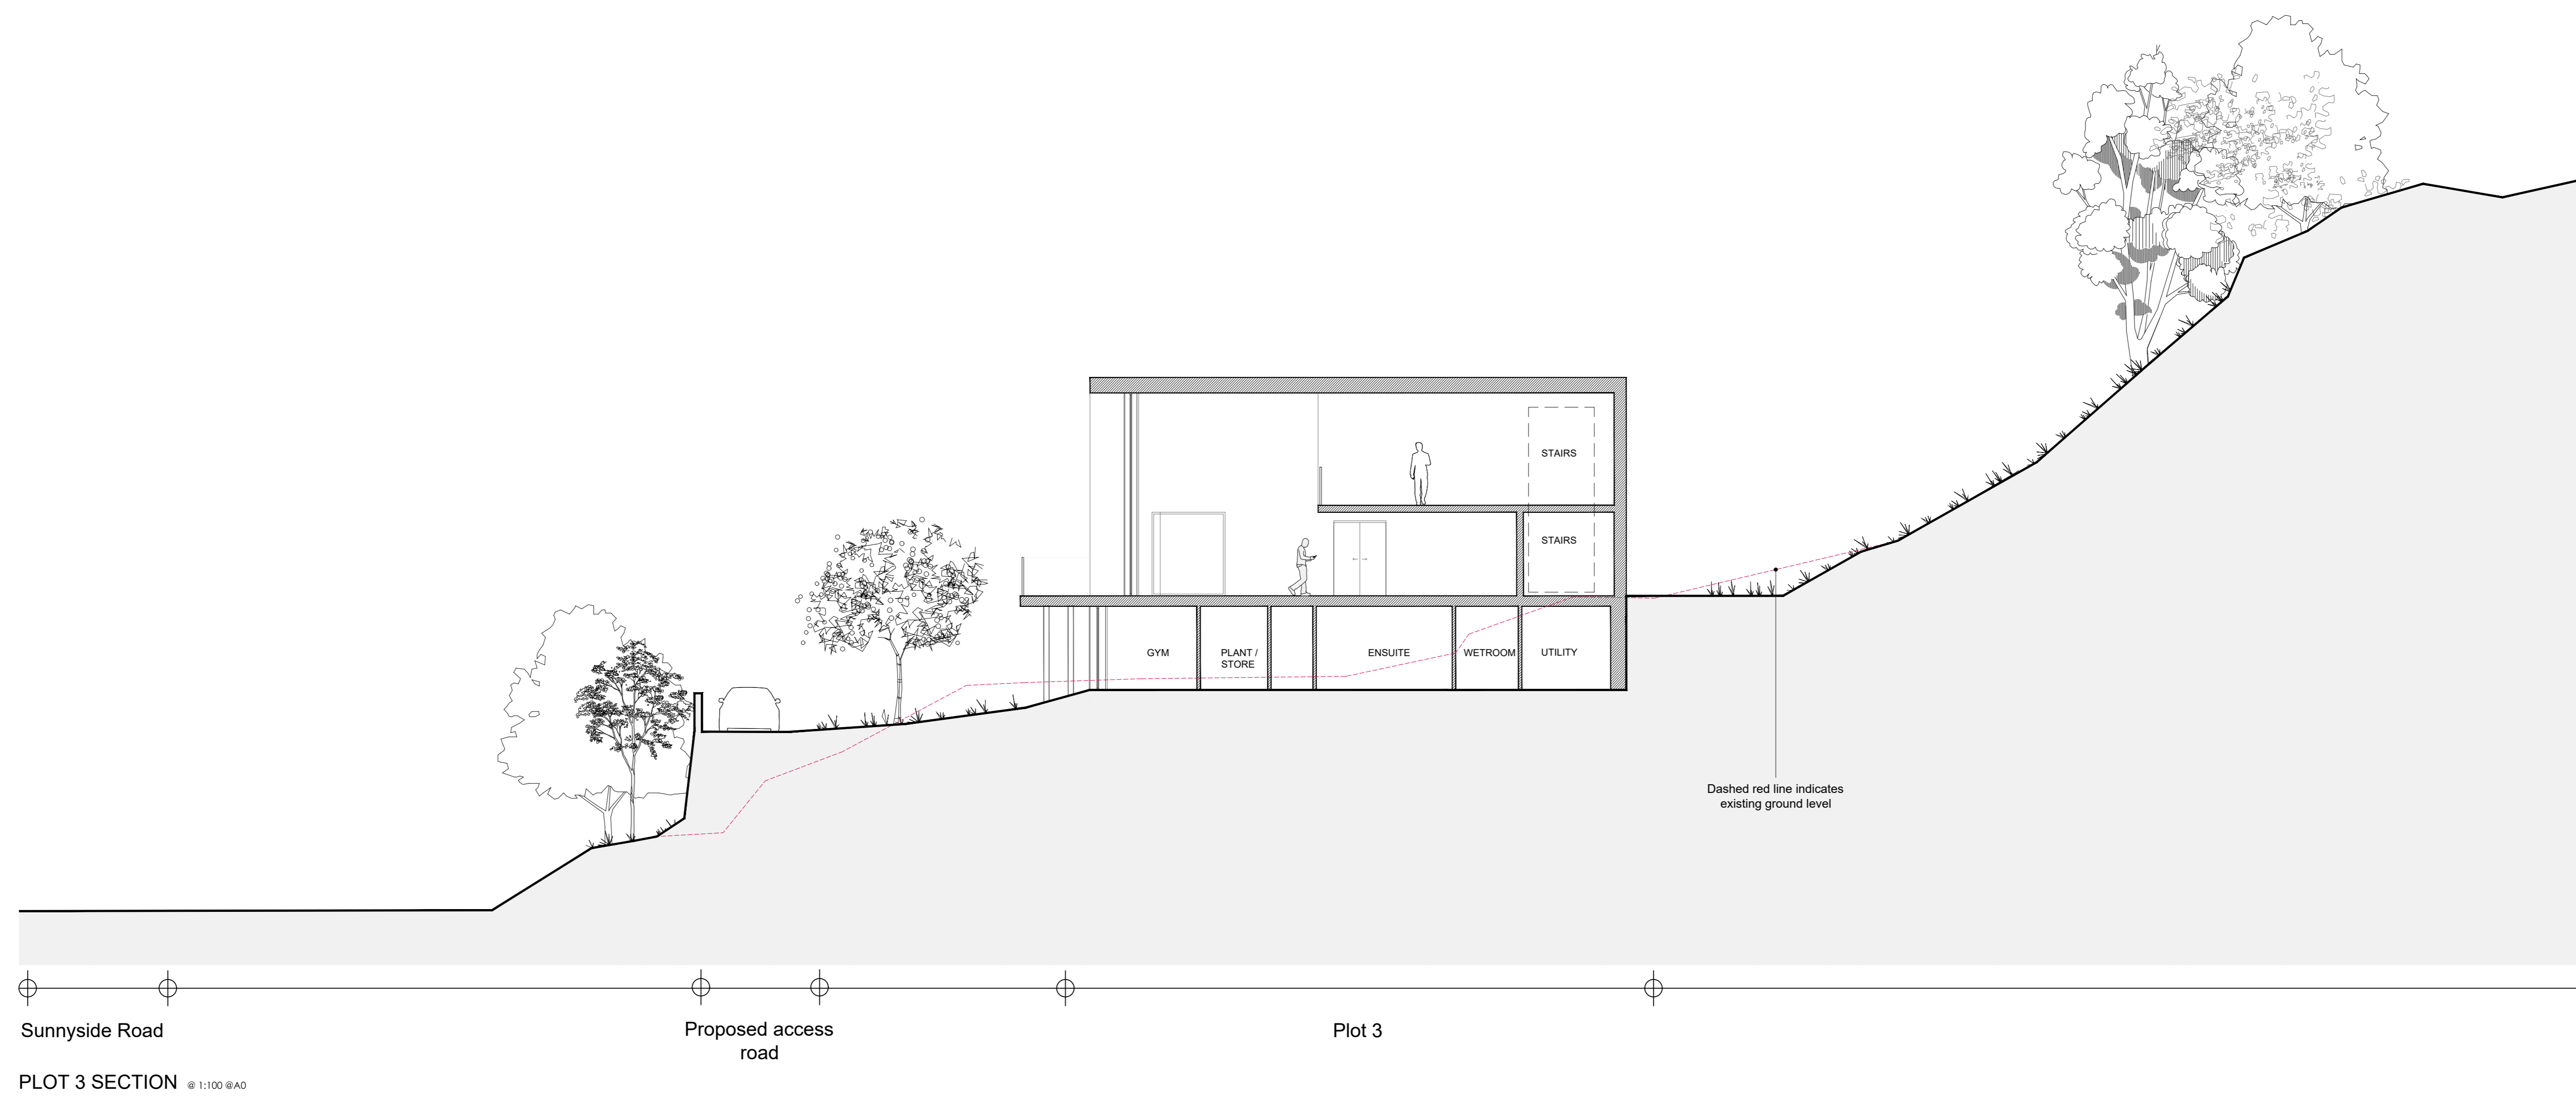 STAIRS
STAIRS
GYM
PLANT /
STORE
ENSUITE
WETROOM
UTILITY
Dashed red line indicates
existing ground level
Sunnyside Road
Proposed access
road
Plot 3
PLOT 3 SECTION @ 1:100 @A0